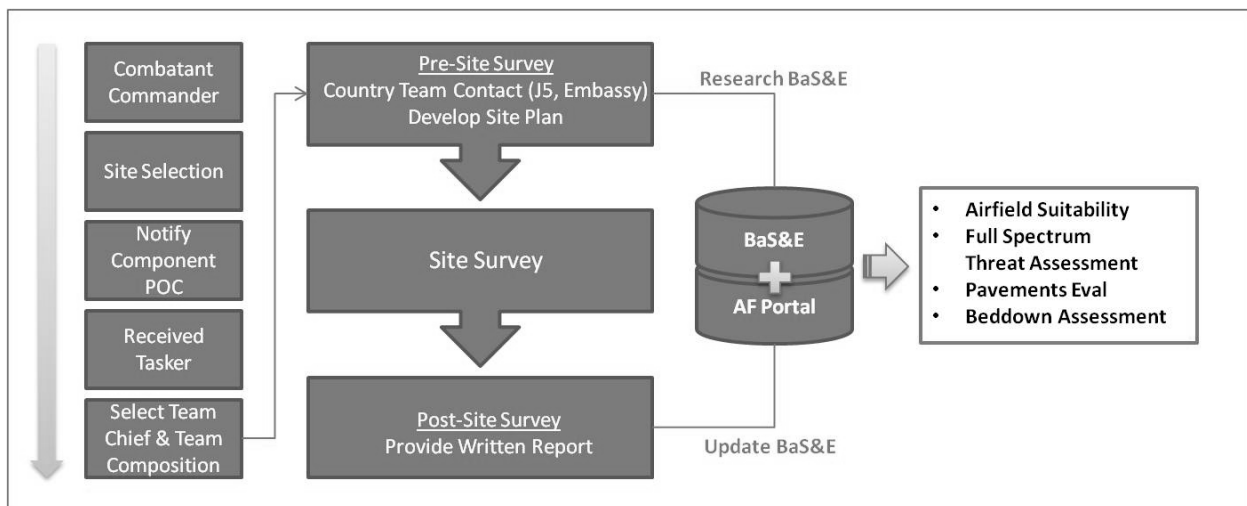 Combatant
Commander
Site Selection
Notify
Component
POC
Received
Tasker
Select Team
Chief & Team
Composition
Pre-Site Survey
Country Team Contact (J5, Embassy)
Develop Site Plan
Site Survey
Post-Site Survey
Provide Written Report
Research BaS&E
BaS&E
AF Portal
Update BaS&E
• Airfield Suitability
• Full Spectrum
Threat Assessment
• Pavements Eval
• Beddown Assessment